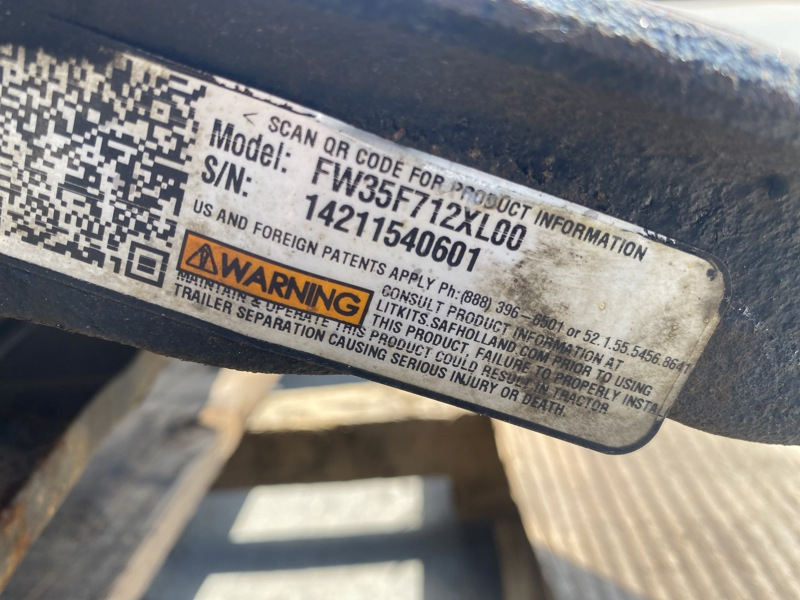 < SCAN QR CODE FOR PRODUCT INFORMATION
Model: FW35F712XL00
S/N: 14211540601
US AND FOREIGN PATENTS APPLY Ph:(888) 396-6501 or 52.1.55.5456.8641
WARNING
CONSULT PRODUCT INFORMATION AT
LITKITS.SAFHOLLAND.COM PRIOR TO USING
THIS PRODUCT. FAILURE TO PROPERLY INSTALL
MAINTAIN & OPERATE THIS PRODUCT COULD RESULT IN TRACTOR
TRAILER SEPARATION CAUSING SERIOUS INJURY OR DEATH.